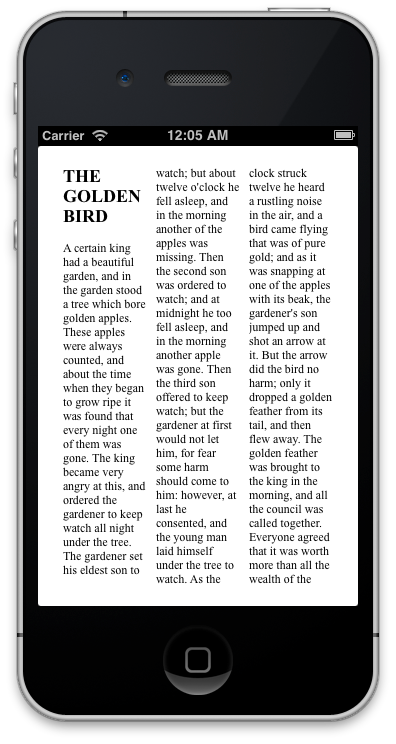 Carrier 12:05 AM
THE
GOLDEN
BIRD
A certain king
had a beautiful
garden, and in
the garden stood
a tree which bore
golden apples.
These apples
were always
counted, and
about the time
when they began
to grow ripe it
was found that
every night one
of them was
gone. The king
became very
angry at this, and
ordered the
gardener to keep
watch all night
under the tree.
The gardener set
his eldest son to
watch; but about
twelve o'clock he
fell asleep, and
in the morning
another of the
apples was
missing. Then
the second son
was ordered to
watch; and at
midnight he too
fell asleep, and
in the morning
another apple
was gone. Then
the third son
offered to keep
watch; but the
gardener at first
would not let
him, for fear
some harm
should come to
him: however, at
last he
consented, and
the young man
laid himself
under the tree to
watch. As the
clock struck
twelve he heard
a rustling noise
in the air, and a
bird came flying
that was of pure
gold; and as it
was snapping at
one of the apples
with its beak, the
gardener's son
jumped up and
shot an arrow at
it. But the arrow
did the bird no
harm; only it
dropped a golden
feather from its
tail, and then
flew away. The
golden feather
was brought to
the king in the
morning, and all
the council was
called together.
Everyone agreed
that it was worth
more than all the
wealth of the